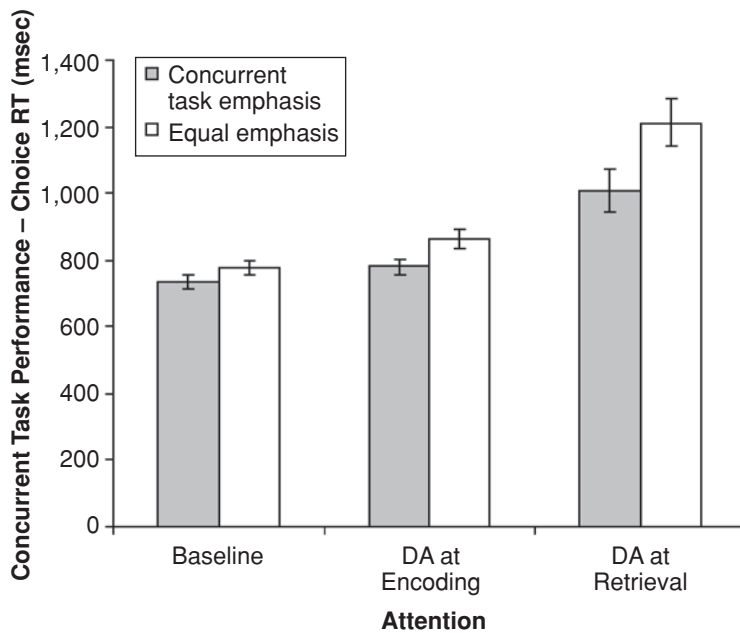 Concurrent Task Performance – Choice RT (msec)
1,400
1,200
1,000
800
600
400
200
0
Concurrent
task emphasis
Equal emphasis
Baseline
DA at
Encoding
DA at
Retrieval
Attention